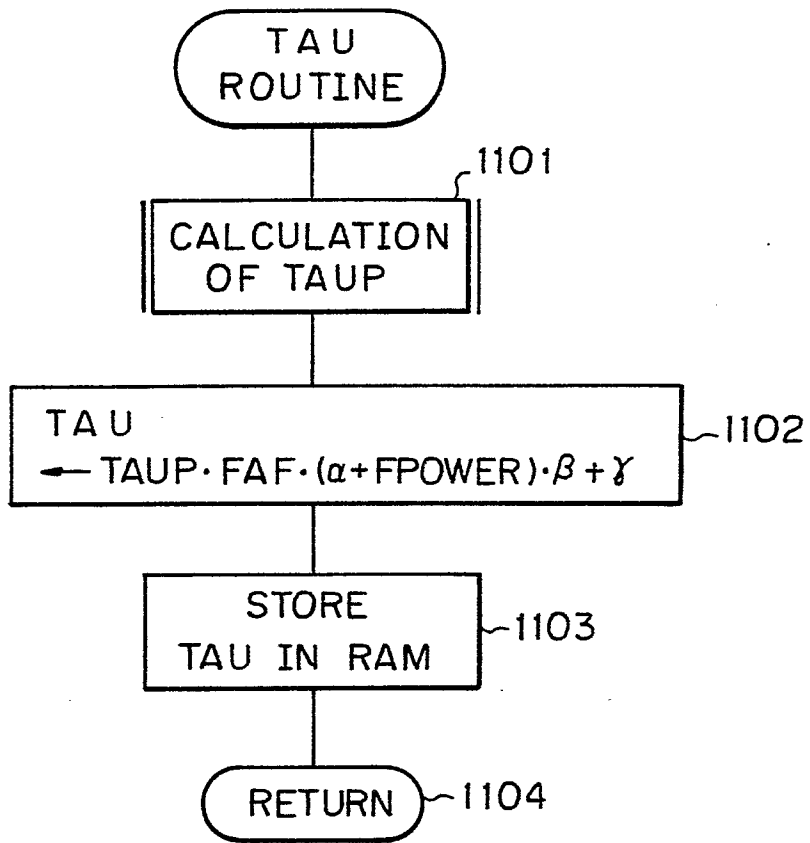 TAU
ROUTINE
1101
CALCULATION
OF TAUP
TAU
← TAUP・FAF・(α+FPOWER)・β+γ
1102
STORE
TAU IN RAM
1103
RETURN
1104